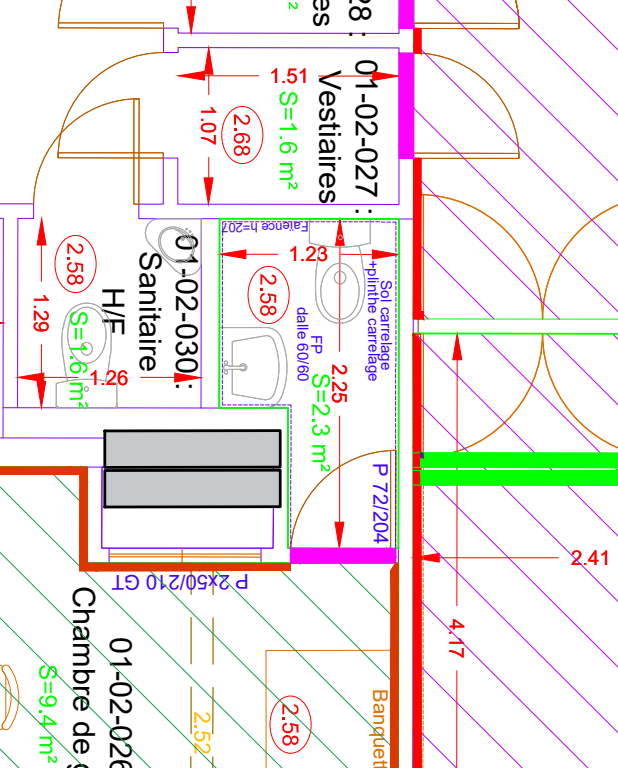 28 :
es
m²
01-02-027 :
Vestiaires
S=1.6 m²
1.51
1.07
2.68
01-02-030 :
Sanitaire
H/F
S=1.6 m²
2.58
1.29
1.26
Faïence h=207
1.23
2.58
Sol carrelage
+plinthe carrelage
FP
dalle 60/60
2.25
S=2.3 m²
P 72/204
P 2x50/210 GT
2.41
4.17
01-02-026
Chambre de g
S=9.4 m²
2.52
2.58
Banquett